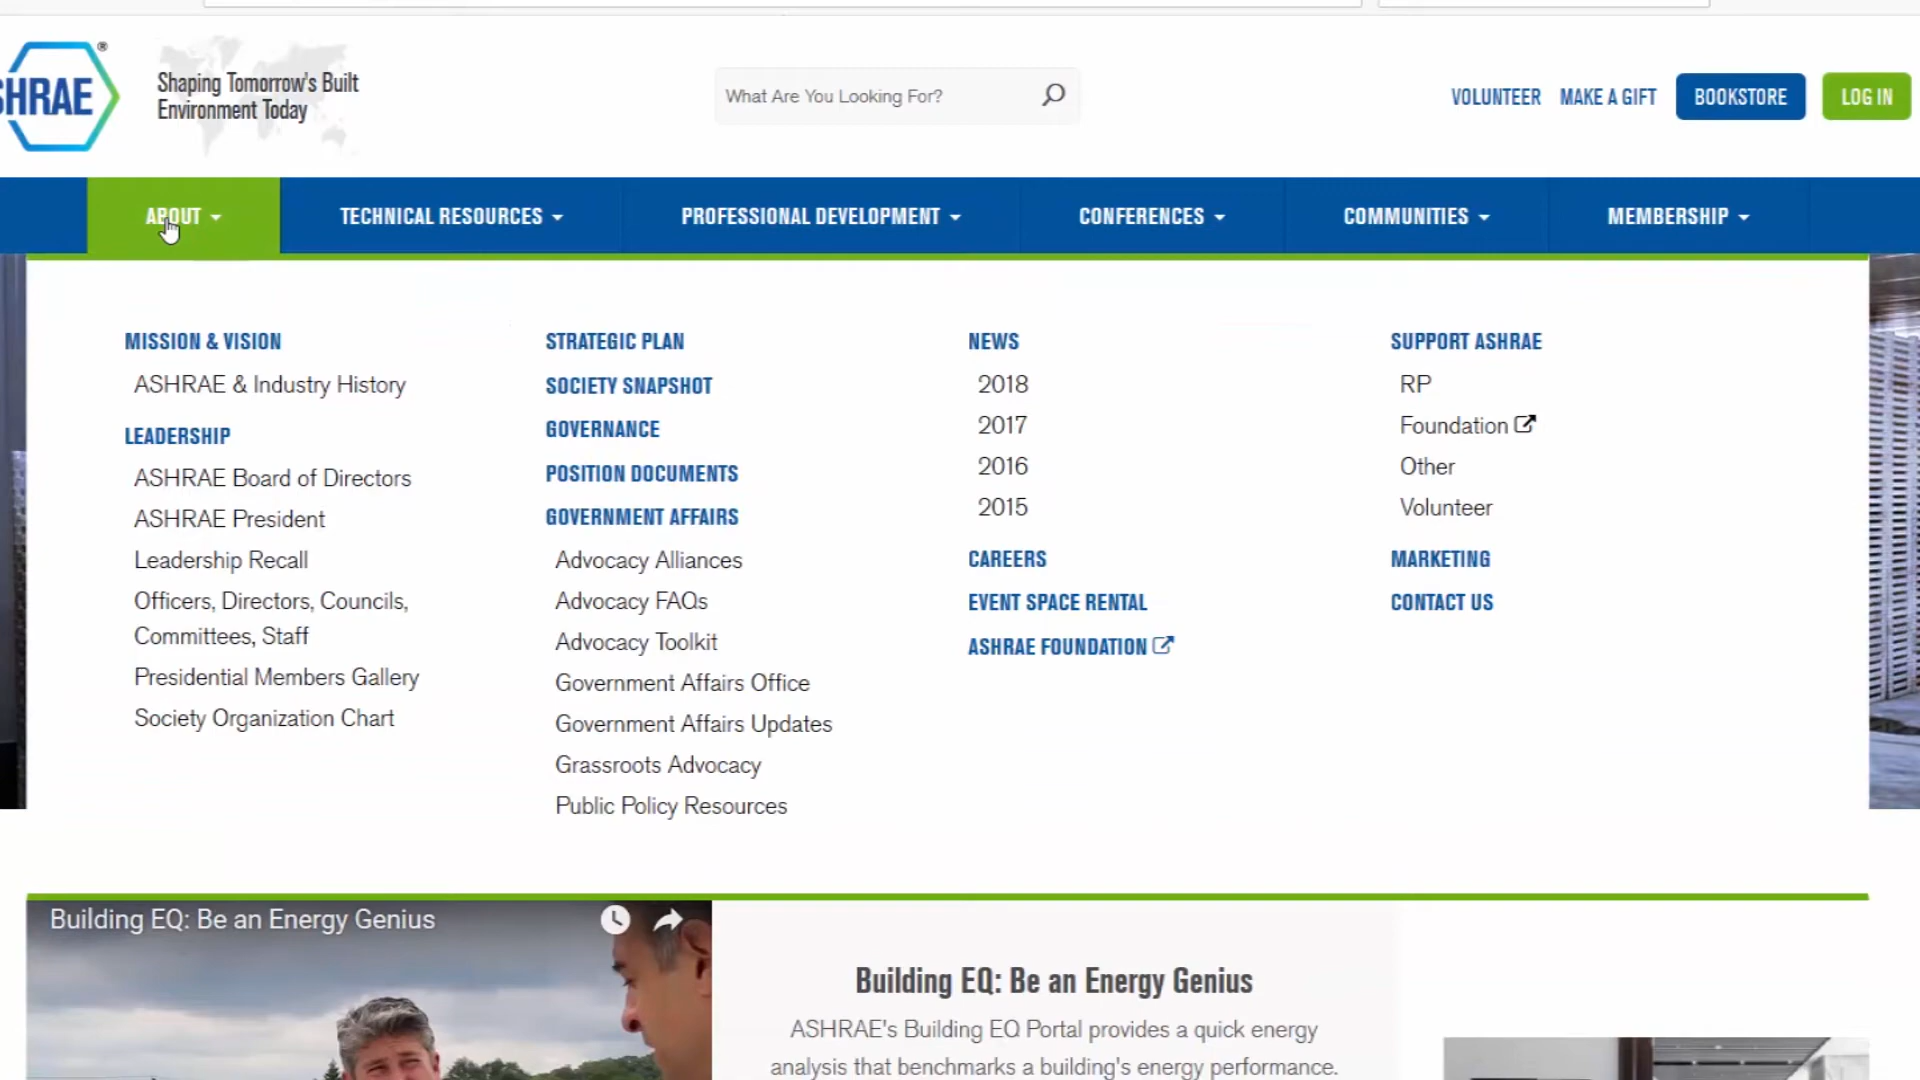 SHRAE®
Shaping Tomorrow's Built
Environment Today
What Are You Looking For?
VOLUNTEER
MAKE A GIFT
BOOKSTORE
LOG IN
ABOUT
TECHNICAL RESOURCES
PROFESSIONAL DEVELOPMENT
CONFERENCES
COMMUNITIES
MEMBERSHIP
MISSION & VISION
ASHRAE & Industry History
LEADERSHIP
ASHRAE Board of Directors
ASHRAE President
Leadership Recall
Officers, Directors, Councils,
Committees, Staff
Presidential Members Gallery
Society Organization Chart
STRATEGIC PLAN
SOCIETY SNAPSHOT
GOVERNANCE
POSITION DOCUMENTS
GOVERNMENT AFFAIRS
Advocacy Alliances
Advocacy FAQs
Advocacy Toolkit
Government Affairs Office
Government Affairs Updates
Grassroots Advocacy
Public Policy Resources
NEWS
2018
2017
2016
2015
CAREERS
EVENT SPACE RENTAL
ASHRAE FOUNDATION
SUPPORT ASHRAE
RP
Foundation
Other
Volunteer
MARKETING
CONTACT US
Building EQ: Be an Energy Genius
Building EQ: Be an Energy Genius
ASHRAE's Building EQ Portal provides a quick energy
analysis that benchmarks a building's energy performance.